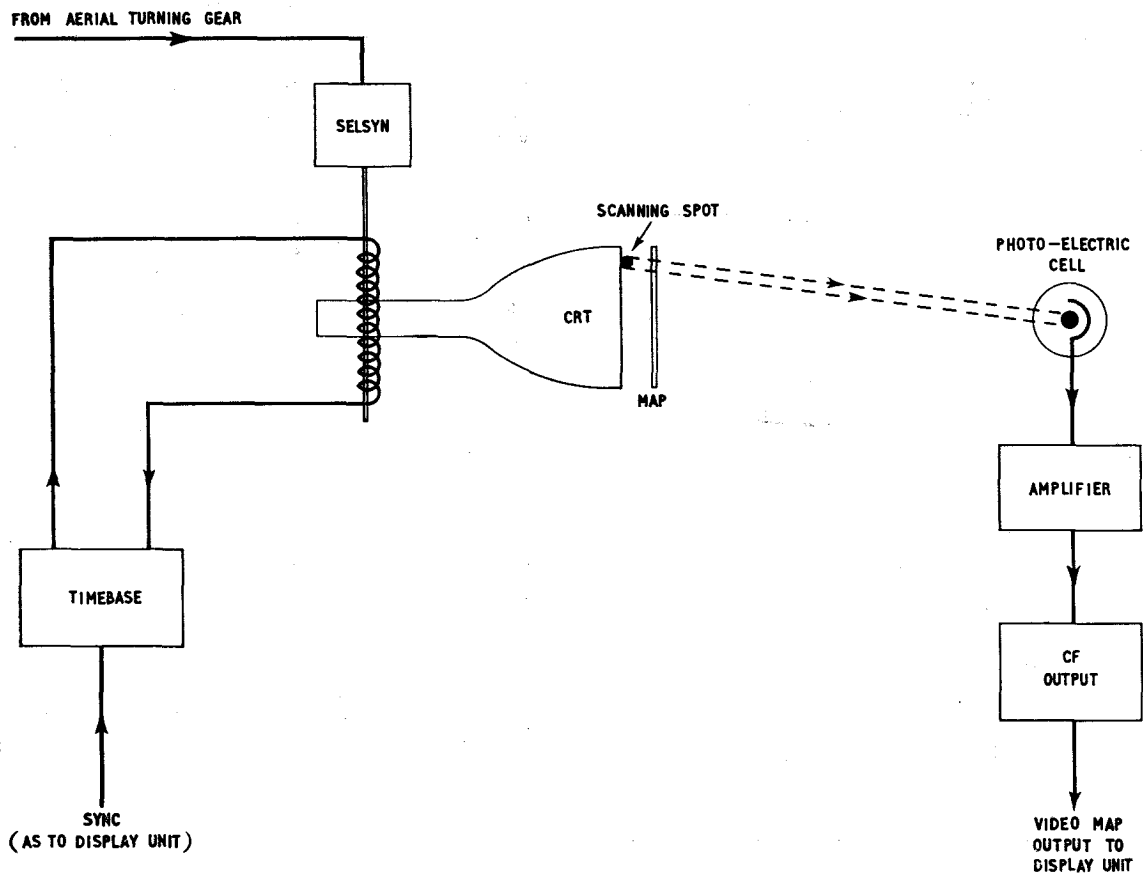 FROM AERIAL TURNING GEAR
SELSYN
SCANNING SPOT
PHOTO-ELECTRIC
CELL
CRT
MAP
AMPLIFIER
TIMEBASE
CF
OUTPUT
SYNC
(AS TO DISPLAY UNIT)
VIDEO MAP
OUTPUT TO
DISPLAY UNIT